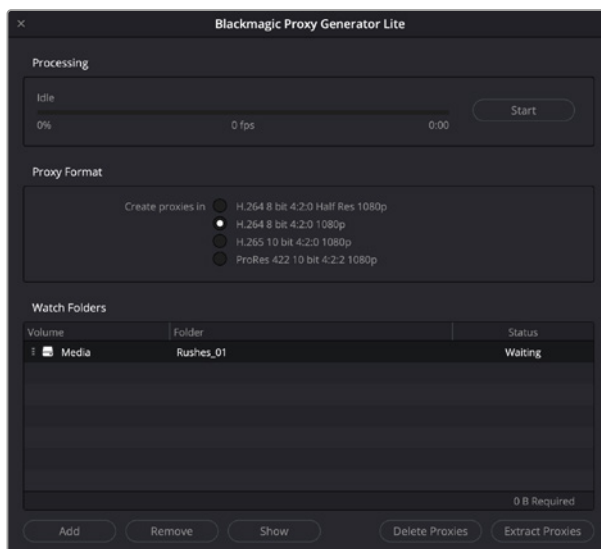 Blackmagic Proxy Generator Lite
Processing
Idle
0% 0 fps 0:00
Start
Proxy Format
Create proxies in H.264 8 bit 4:2:0 Half Res 1080p
H.264 8 bit 4:2:0 1080p
H.265 10 bit 4:2:0 1080p
ProRes 422 10 bit 4:2:2 1080p
Watch Folders
Volume Folder Status
Media Rushes_01 Waiting
0 B Required
Add Remove Show Delete Proxies Extract Proxies